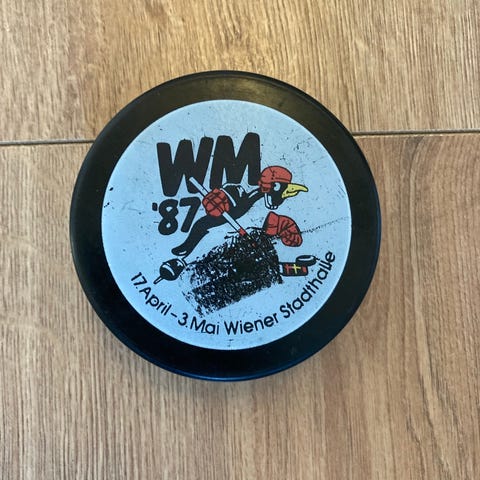 WM
'87
17.April – 3.Mai Wiener Stadthalle